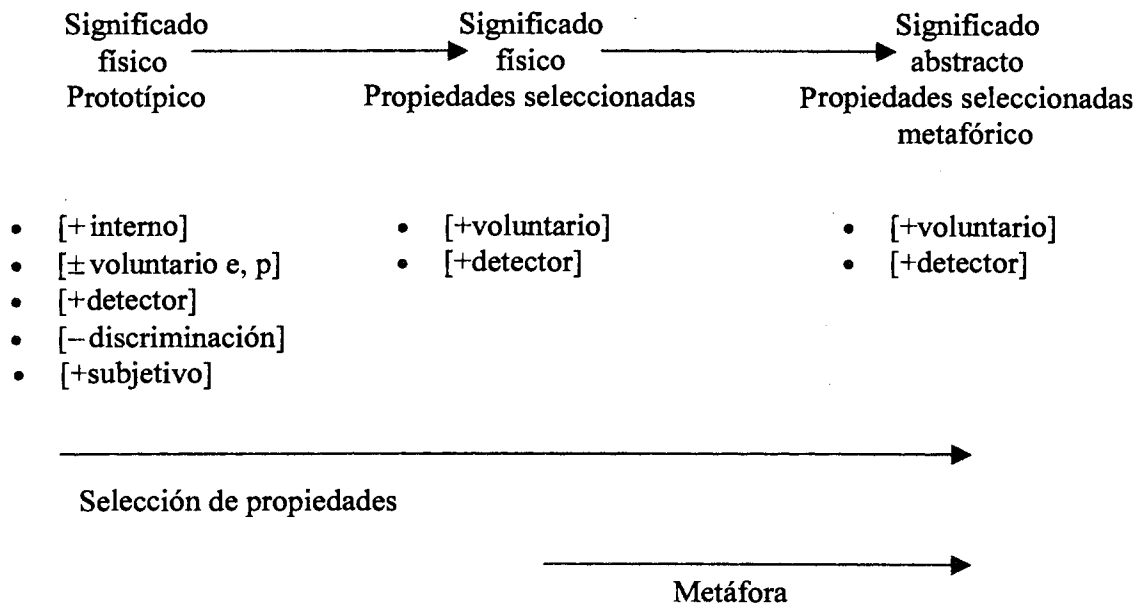 Significado
físico
Prototípico
Significado
físico
Propiedades seleccionadas
Significado
abstracto
Propiedades seleccionadas
metafórico
• [+interno]
• [±voluntario e, p]
• [+detector]
• [−discriminación]
• [+subjetivo]
• [+voluntario]
• [+detector]
• [+voluntario]
• [+detector]
Selección de propiedades
Metáfora